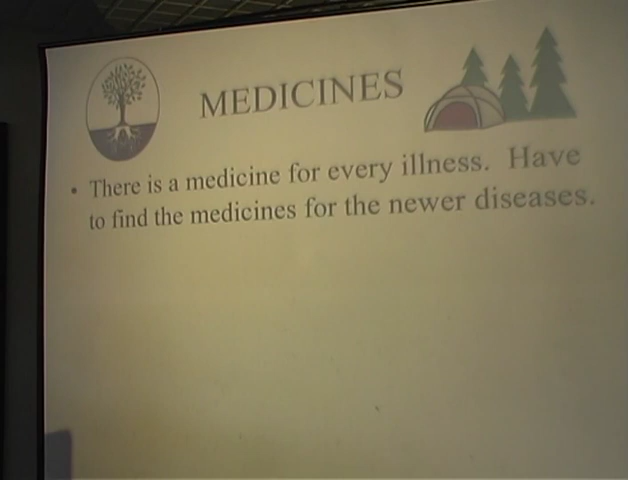 MEDICINES
• There is a medicine for every illness. Have
to find the medicines for the newer diseases.